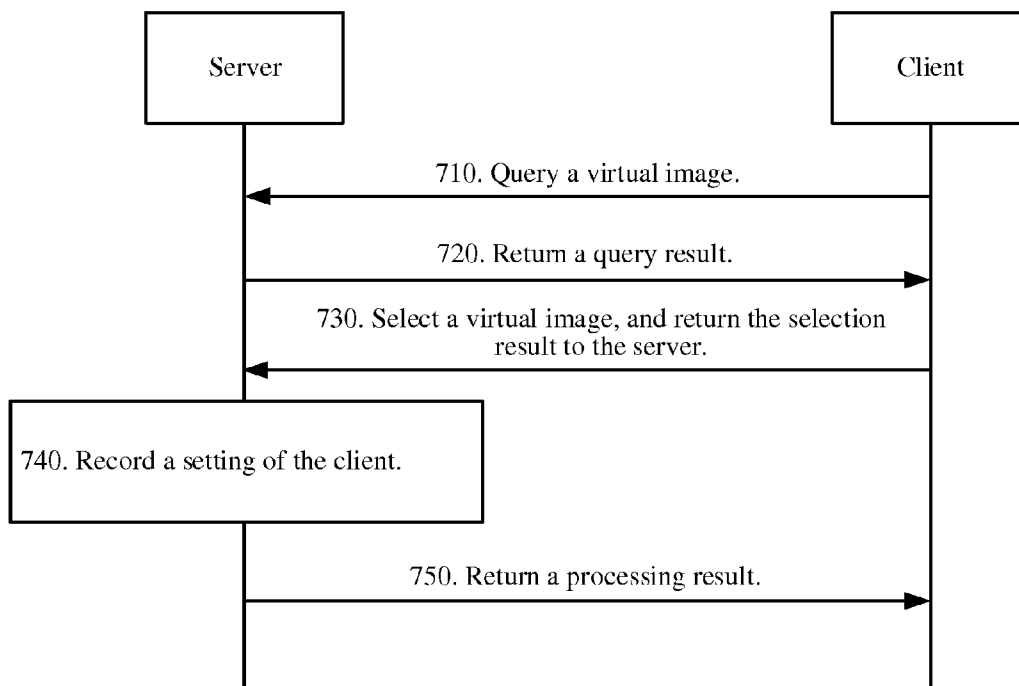 Server
Client
710. Query a virtual image.
720. Return a query result.
730. Select a virtual image, and return the selection
result to the server.
740. Record a setting of the client.
750. Return a processing result.